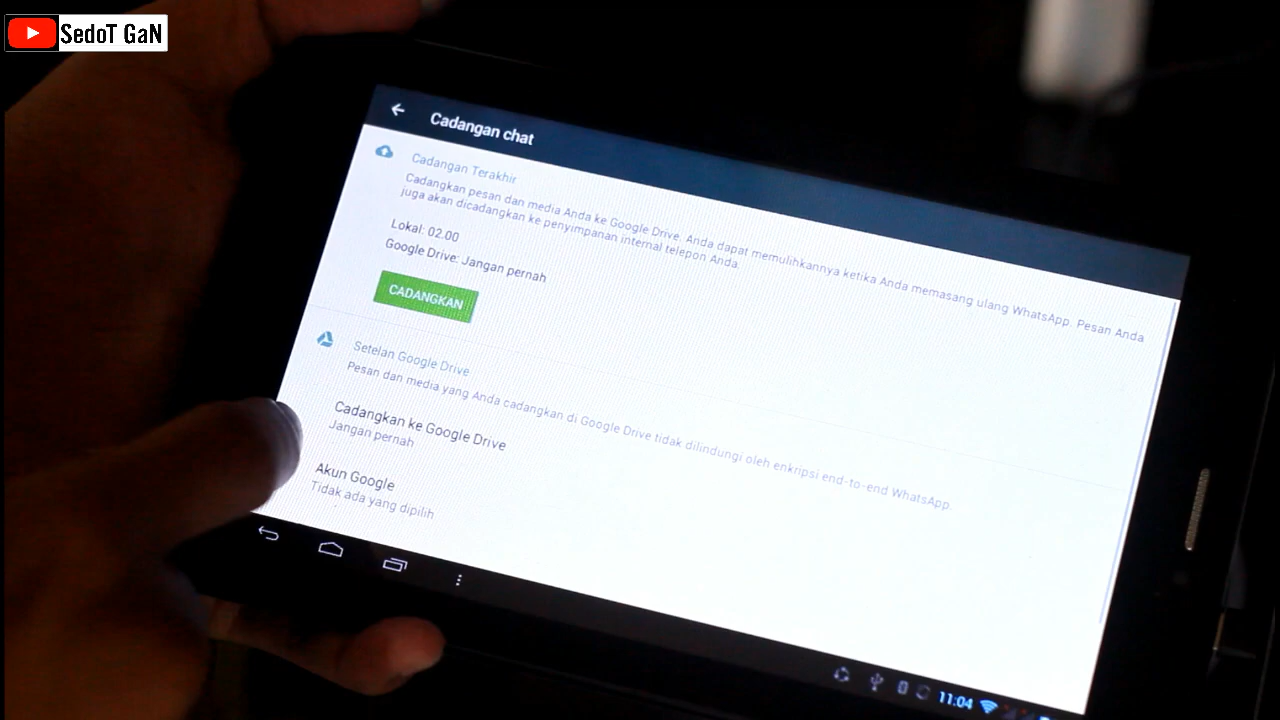 SedoT GaN
Cadangan chat
Cadangan Terakhir
Cadangkan pesan dan media Anda ke Google Drive. Anda dapat memulihkannya ketika Anda memasang ulang WhatsApp. Pesan Anda
juga akan dicadangkan ke penyimpanan internal telepon Anda.
Lokal: 02.00
Google Drive: Jangan pernah
CADANGKAN
Setelan Google Drive
Pesan dan media yang Anda cadangkan di Google Drive tidak dilindungi oleh enkripsi end-to-end WhatsApp.
Cadangkan ke Google Drive
Jangan pernah
Akun Google
Tidak ada yang dipilih
11:04